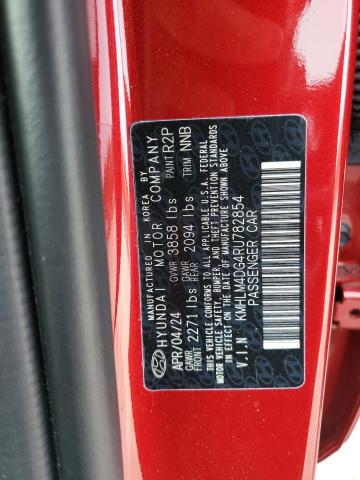 MANUFACTURED IN KOREA BY
HYUNDAI MOTOR COMPANY
APR/04/24 GVWR 3858 lbs PAINT R2P
GAWR FRONT 2271 lbs GAWR REAR 2094 lbs TRIM NNB
THIS VEHICLE CONFORMS TO ALL APPLICABLE U.S.A. FEDERAL
MOTOR VEHICLE SAFETY, BUMPER, AND THEFT PREVENTION
STANDARDS IN EFFECT ON THE DATE OF MANUFACTURE SHOWN ABOVE.
V.I.N KMHLM4DG4RU782854
PASSENGER CAR